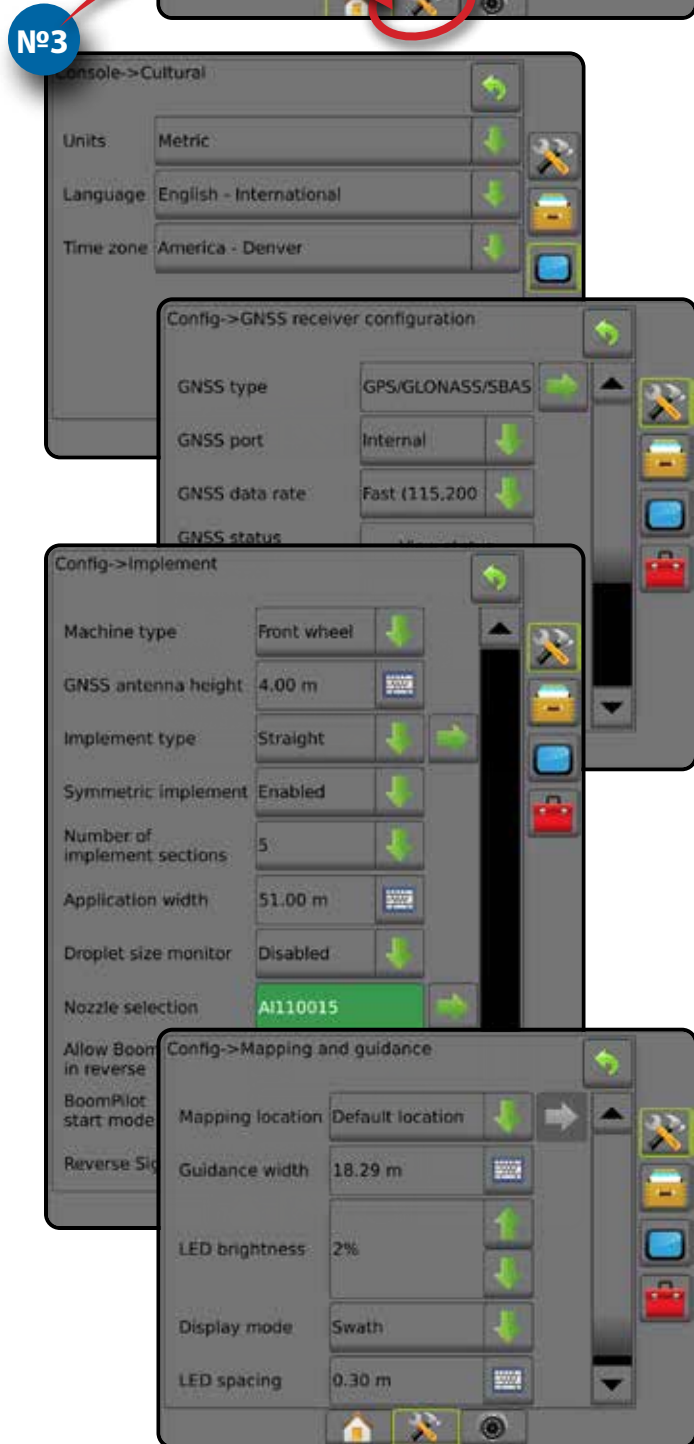 №3
Console->Cultural
Units Metric
Language English - International
Time zone America - Denver
Config->GNSS receiver configuration
GNSS type GPS/GLONASS/SBAS
GNSS port Internal
GNSS data rate Fast (115,200
GNSS status
Config->Implement
Machine type Front wheel
GNSS antenna height 4.00 m
Implement type Straight
Symmetric implement Enabled
Number of
implement sections 5
Application width 51.00 m
Droplet size monitor Disabled
Nozzle selection AI110015
Allow Boom
in reverse
BoomPilot
start mode
Reverse Sig
Config->Mapping and guidance
Mapping location Default location
Guidance width 18.29 m
LED brightness 2%
Display mode Swath
LED spacing 0.30 m